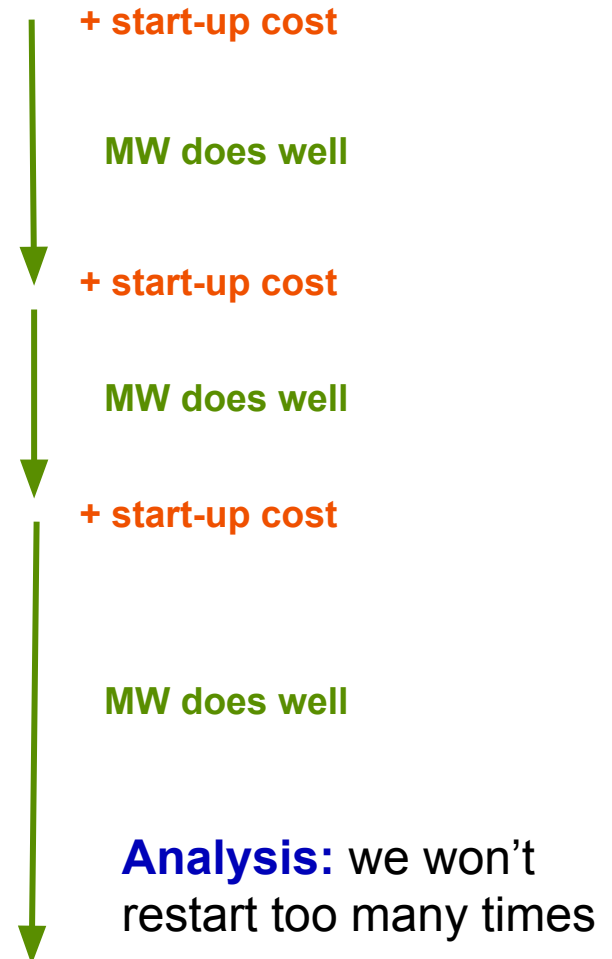 + start-up cost
MW does well
+ start-up cost
MW does well
+ start-up cost
MW does well
Analysis: we won’t
restart too many times